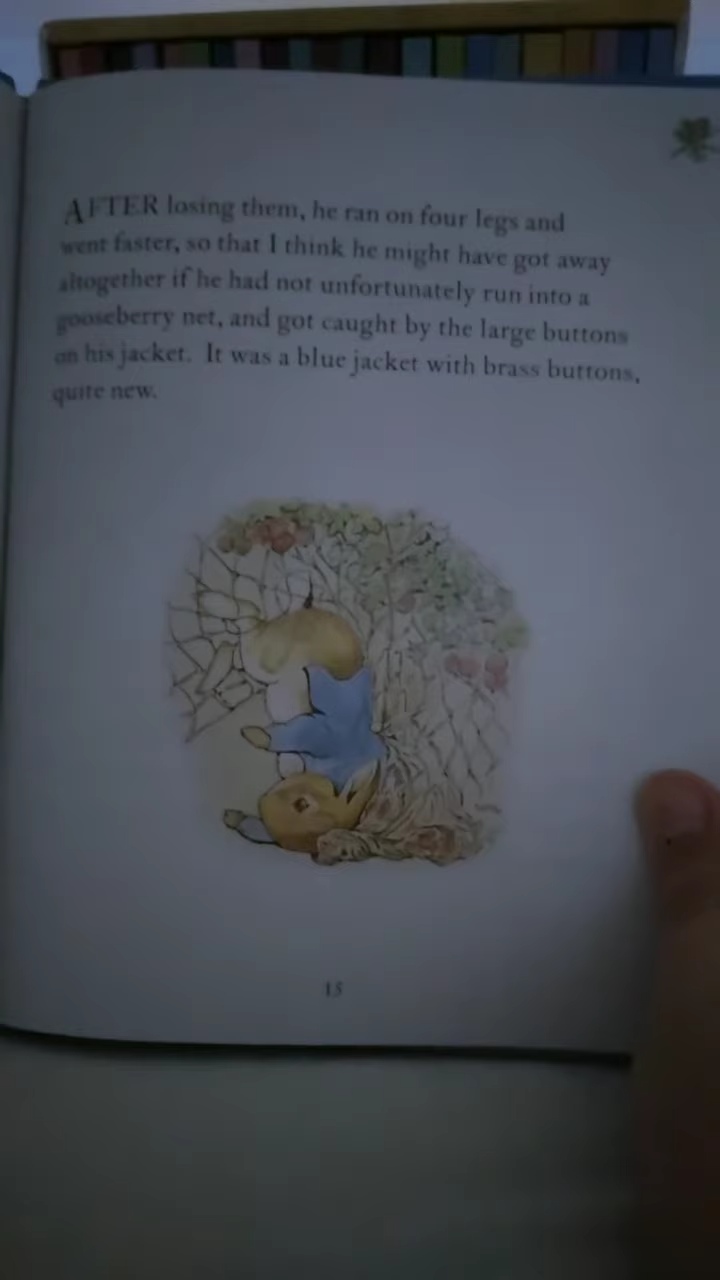 AFTER losing them, he ran on four legs and
went faster, so that I think he might have got away
altogether if he had not unfortunately run into a
gooseberry net, and got caught by the large buttons
on his jacket. It was a blue jacket with brass buttons,
quite new.
15